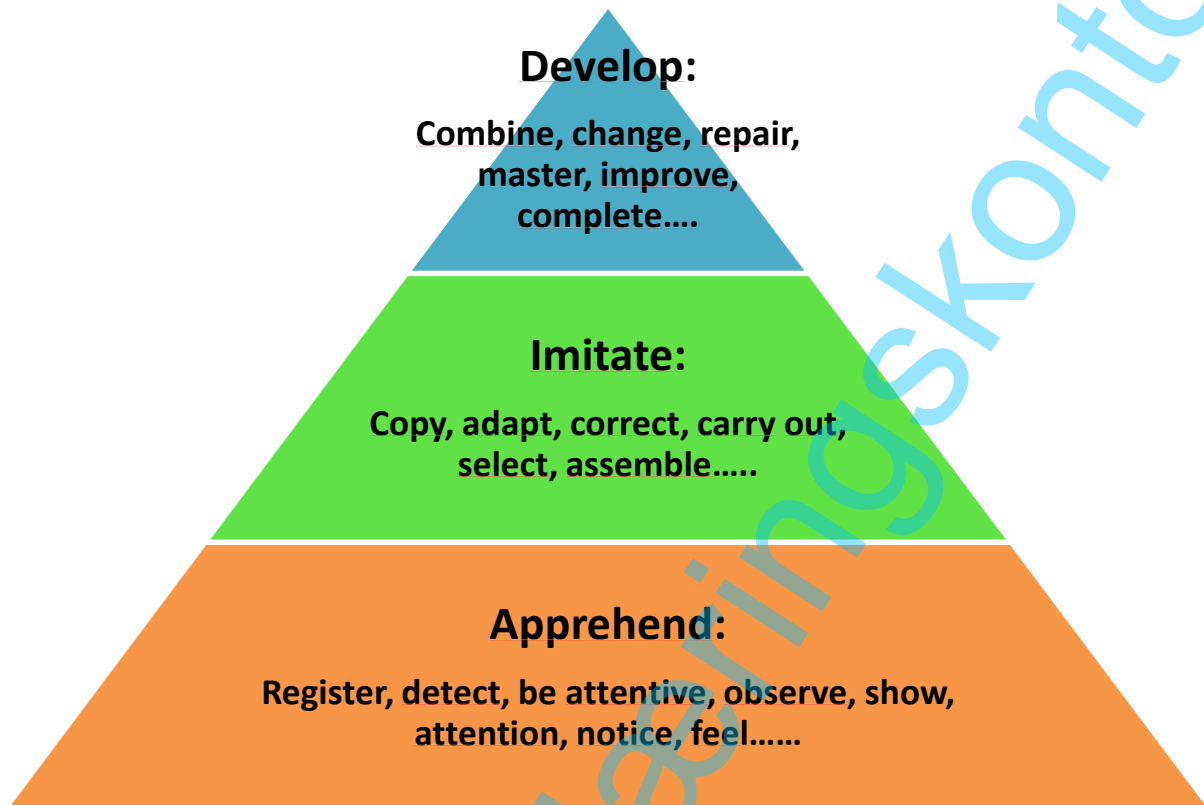 Develop:
Combine, change, repair,
master, improve,
complete....
Imitate:
Copy, adapt, correct, carry out,
select, assemble.....
Apprehend:
Register, detect, be attentive, observe, show,
attention, notice, feel......
æringskonto